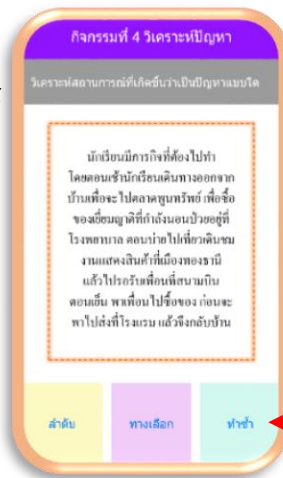 กิจกรรมที่ 4 วิเคราะห์ปัญหา
วิเคราะห์สถานการณ์ที่เกิดขึ้นว่าเป็นปัญหาแบบใด
นักเรียนมีภารกิจที่ต้องไปทำ
โดยตอนเช้านักเรียนเดินทางออกจาก
บ้านเพื่อจะไปตลาดพูนทรัพย์ เพื่อซื้อ
ของเยี่ยมญาติที่กำลังนอนป่วยอยู่ที่
โรงพยาบาล ตอนบ่ายไปเที่ยวเดินชม
งานแสดงสินค้าที่เมืองทองธานี
แล้วไปรอรับเพื่อนที่สนามบิน
ตอนเย็น พาเพื่อนไปซื้อของ ก่อนจะ
พาไปส่งที่โรงแรม แล้วจึงกลับบ้าน
ลำดับ
ทางเลือก
ทำซ้ำ